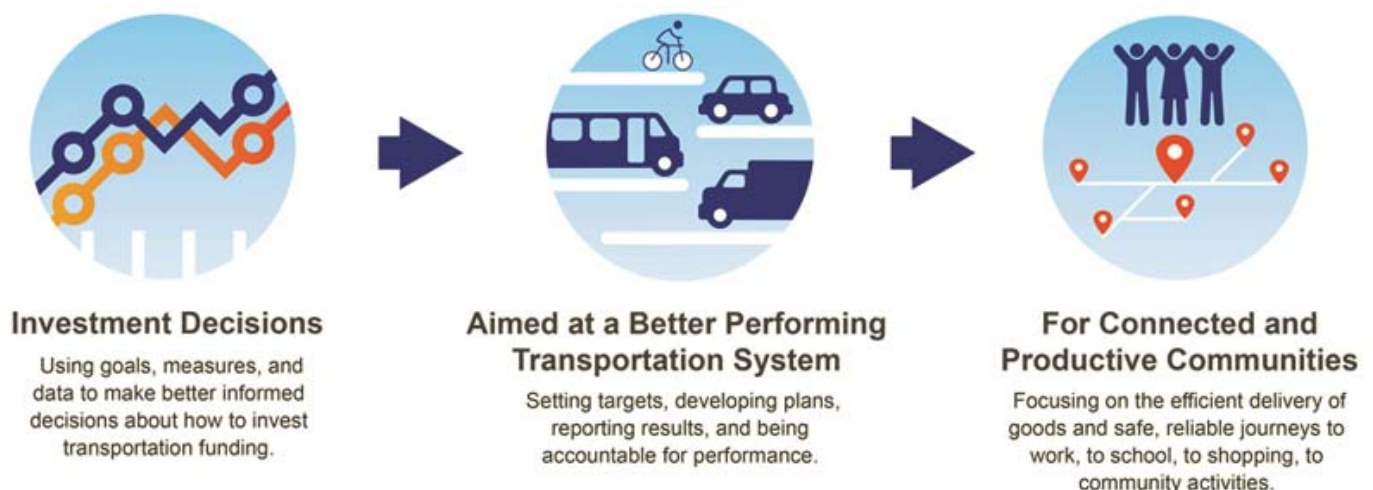 Investment Decisions
Using goals, measures, and
data to make better informed
decisions about how to invest
transportation funding.
Aimed at a Better Performing
Transportation System
Setting targets, developing plans,
reporting results, and being
accountable for performance.
For Connected and
Productive Communities
Focusing on the efficient delivery of
goods and safe, reliable journeys to
work, to school, to shopping, to
community activities.